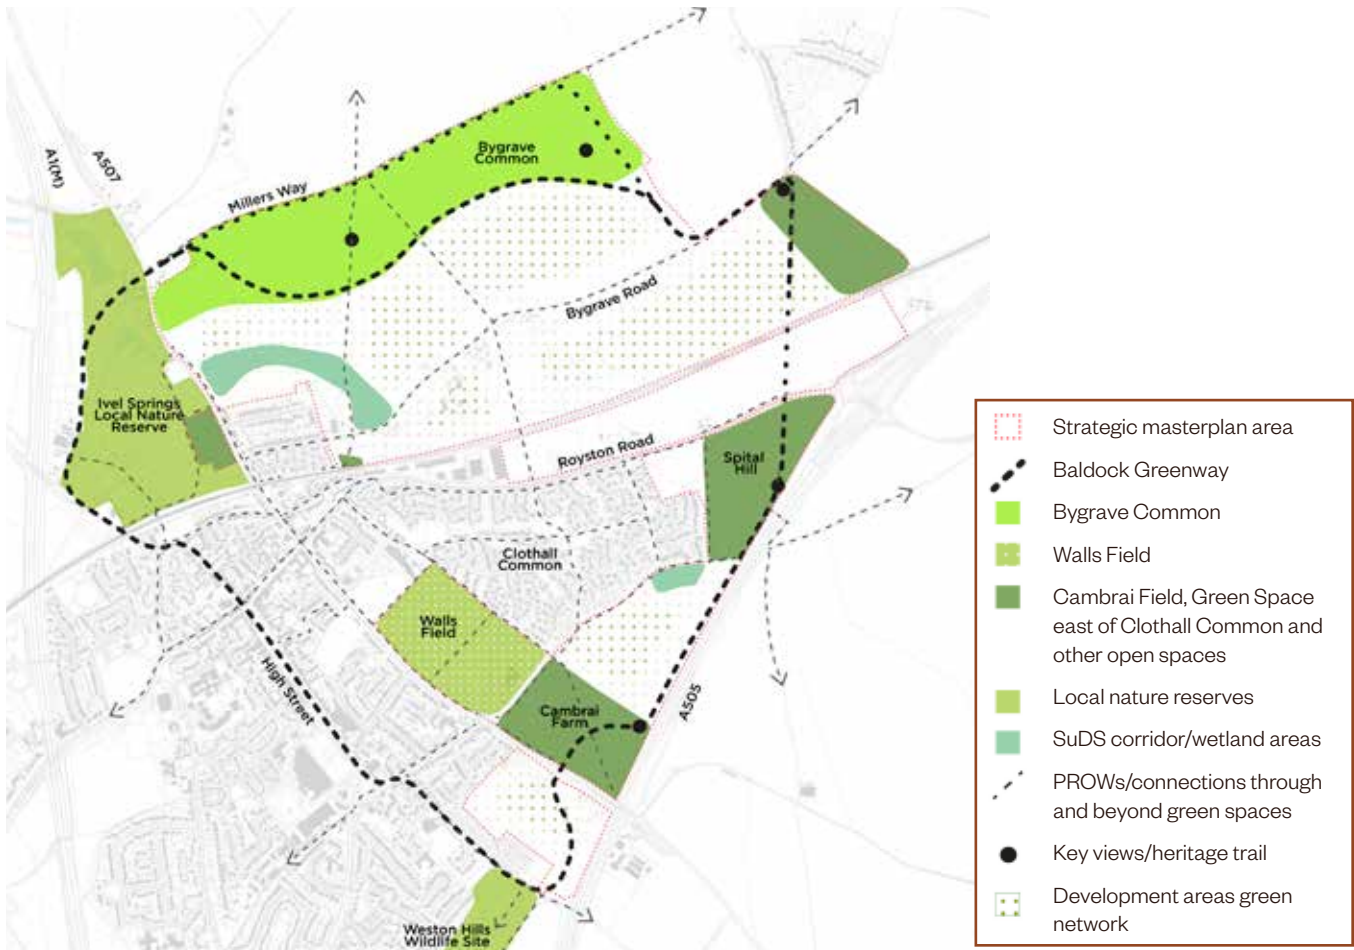 A1(M)
A507
Millers Way
Bygrave
Common
Bygrave Road
Ivel Springs
Local Nature
Reserve
Royston Road
Spital
Hill
Clothall
Common
Walls
Field
High Street
Cambrai
Farm
A505
Weston Hills
Wildlife Site
Strategic masterplan area
Baldock Greenway
Bygrave Common
Walls Field
Cambrai Field, Green Space
east of Clothall Common and
other open spaces
Local nature reserves
SuDS corridor/wetland areas
PROWs/connections through
and beyond green spaces
Key views/heritage trail
Development areas green
network